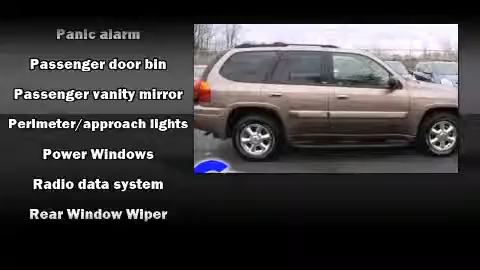 Panic alarm
Passenger door bin
Passenger vanity mirror
Perimeter/approach lights
Power Windows
Radio data system
Rear Window Wiper